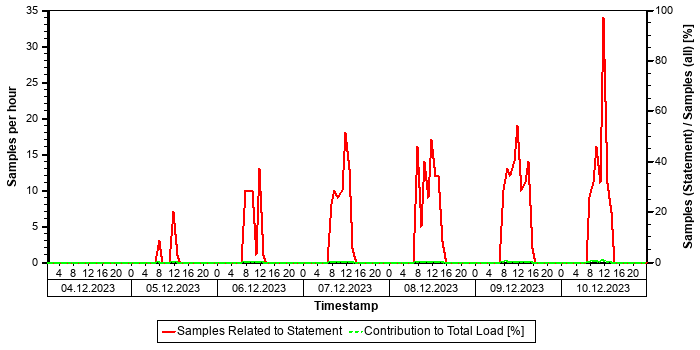 35
30
25
20
15
10
5
0
Samples per hour
100
80
60
40
20
0
Samples (Statement) / Samples (all) [%]
4 8 12 16 20 0 4 8 12 16 20 0 4 8 12 16 20 0 4 8 12 16 20 0 4 8 12 16 20 0 4 8 12 16 20 0 4 8 12 16 20
04.12.2023 05.12.2023 06.12.2023 07.12.2023 08.12.2023 09.12.2023 10.12.2023
Timestamp
Samples Related to Statement Contribution to Total Load [%]